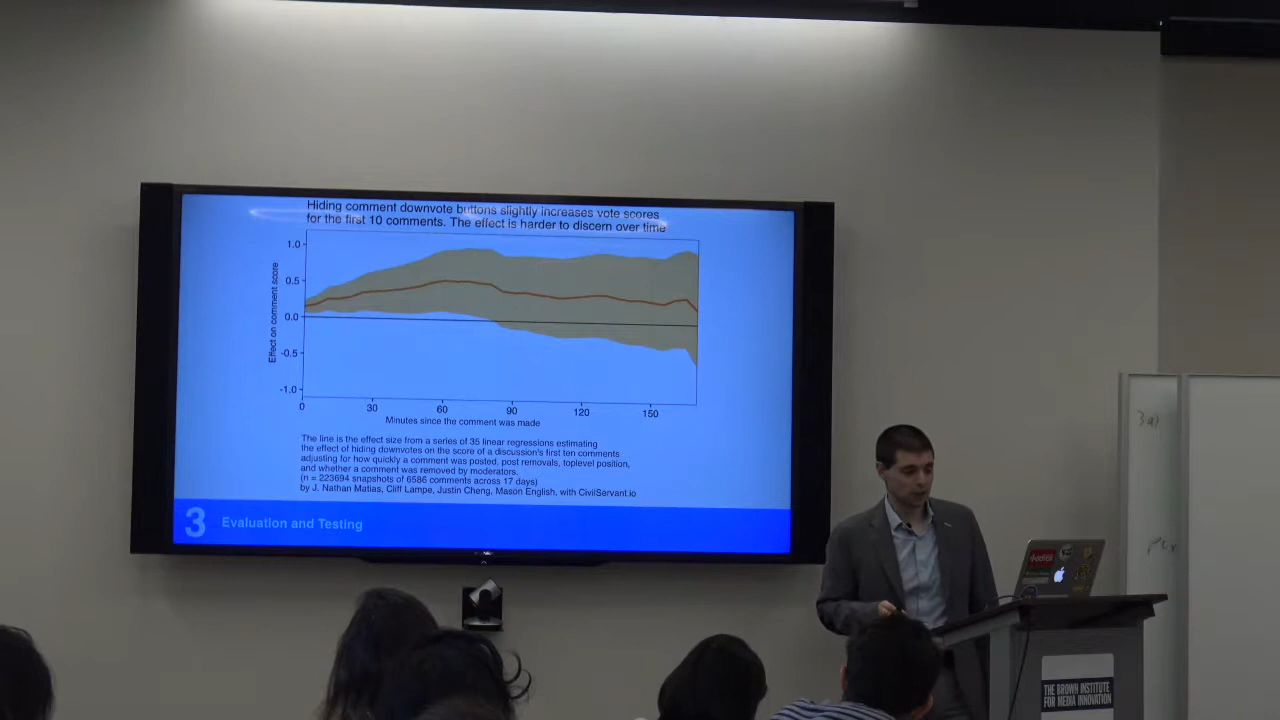 Hiding comment downvote buttons slightly increases vote scores
for the first 10 comments. The effect is harder to discern over time
1.0
0.5
0.0
-0.5
-1.0
Effect on comment score
0 30 60 90 120 150
Minutes since the comment was made
The line is the effect size from a series of 35 linear regressions estimating
the effect of hiding downvotes on the score of a discussion's first ten comments
adjusting for how quickly a comment was posted, post removals, toplevel position,
and whether a comment was removed by moderators.
(n = 223694 snapshots of 6586 comments across 17 days)
by J. Nathan Matias, Cliff Lampe, Justin Cheng, Mason English, with CivilServant.io
3 Evaluation and Testing
THE BROWN INSTITUTE
FOR MEDIA INNOVATION